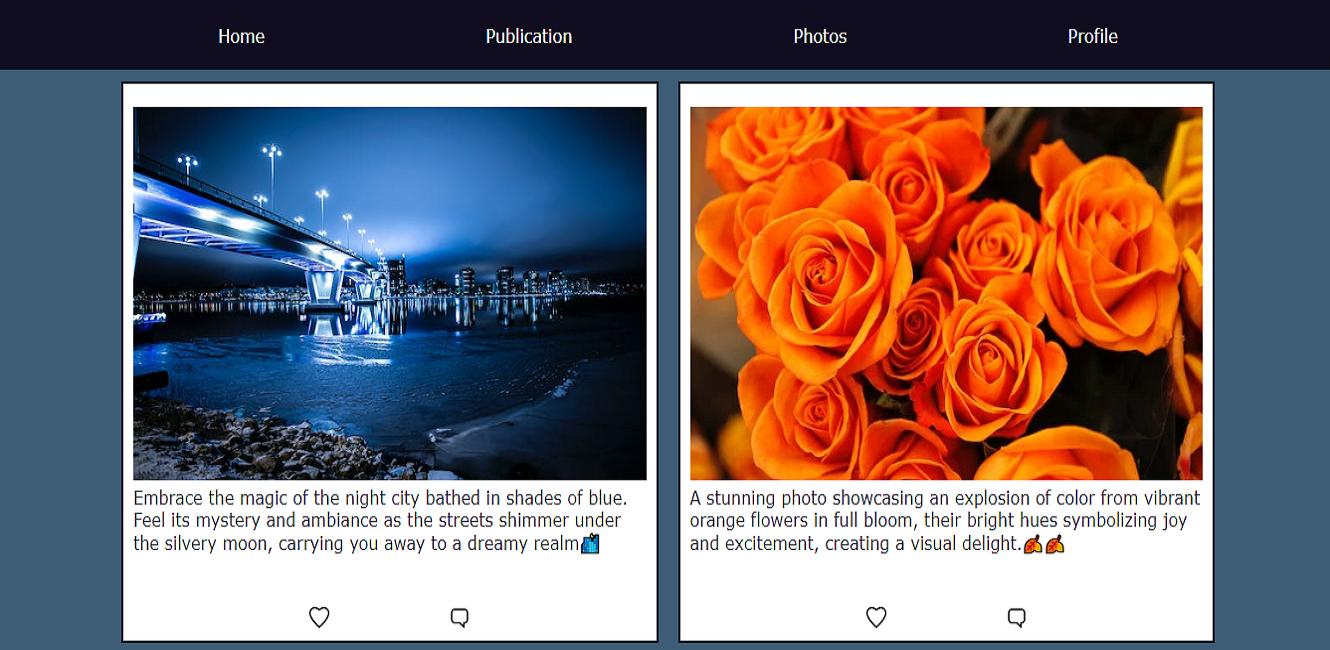 Home Publication Photos Profile
Embrace the magic of the night city bathed in shades of blue.
Feel its mystery and ambiance as the streets shimmer under
the silvery moon, carrying you away to a dreamy realm🌃
A stunning photo showcasing an explosion of color from vibrant
orange flowers in full bloom, their bright hues symbolizing joy
and excitement, creating a visual delight.🍂🍂